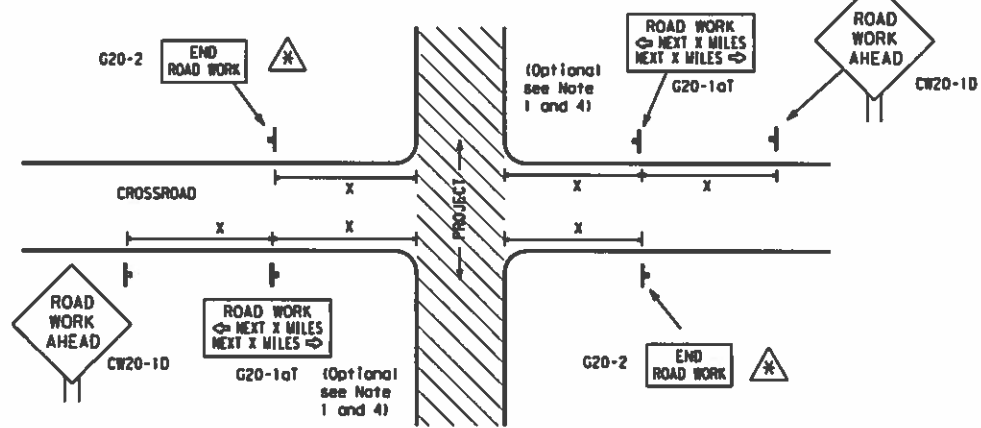 G20-2
END
ROAD WORK
*
ROAD WORK
⇦ NEXT X MILES
NEXT X MILES ⇨
(Optional
see Note
1 and 4)
G20-1aT
ROAD
WORK
AHEAD
CW20-1D
CROSSROAD
X
X
X
PROJECT
X
X
X
ROAD
WORK
AHEAD
CW20-1D
ROAD WORK
⇦ NEXT X MILES
NEXT X MILES ⇨
G20-1aT
(Optional
see Note
1 and 4)
G20-2
END
ROAD WORK
*